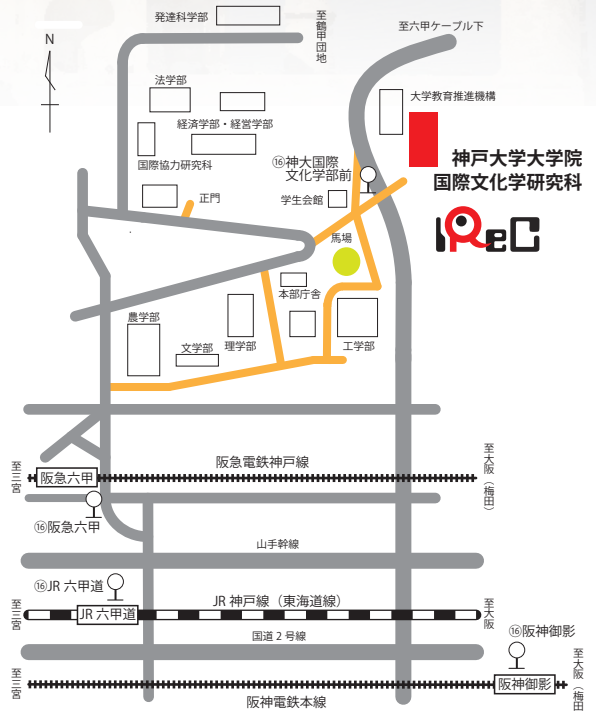 発達科学部
至鶴甲団地
至六甲ケーブル下
N
法学部
大学教育推進機構
経済学部・経営学部
国際協力研究科
⑯神大国際
文化学部前
神戸大学大学院
国際文化学研究科
正門
学生会館
IReC
馬場
本部庁舎
農学部
文学部
理学部
工学部
阪急電鉄神戸線
至三宮
阪急六甲
至大阪（梅田）
⑯阪急六甲
山手幹線
⑯JR 六甲道
JR 神戸線（東海道線）
至三宮
JR 六甲道
至大阪
国道２号線
⑯阪神御影
至三宮
阪神御影
阪神電鉄本線
至大阪（梅田